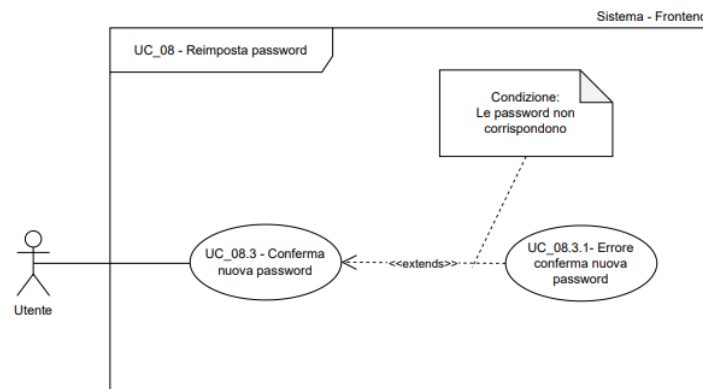 Sistema - Frontend
UC_08 - Reimposta password
Condizione:
Le password non
corrispondono
UC_08.3 - Conferma
nuova password
<<extends>>
UC_08.3.1- Errore
conferma nuova
password
Utente